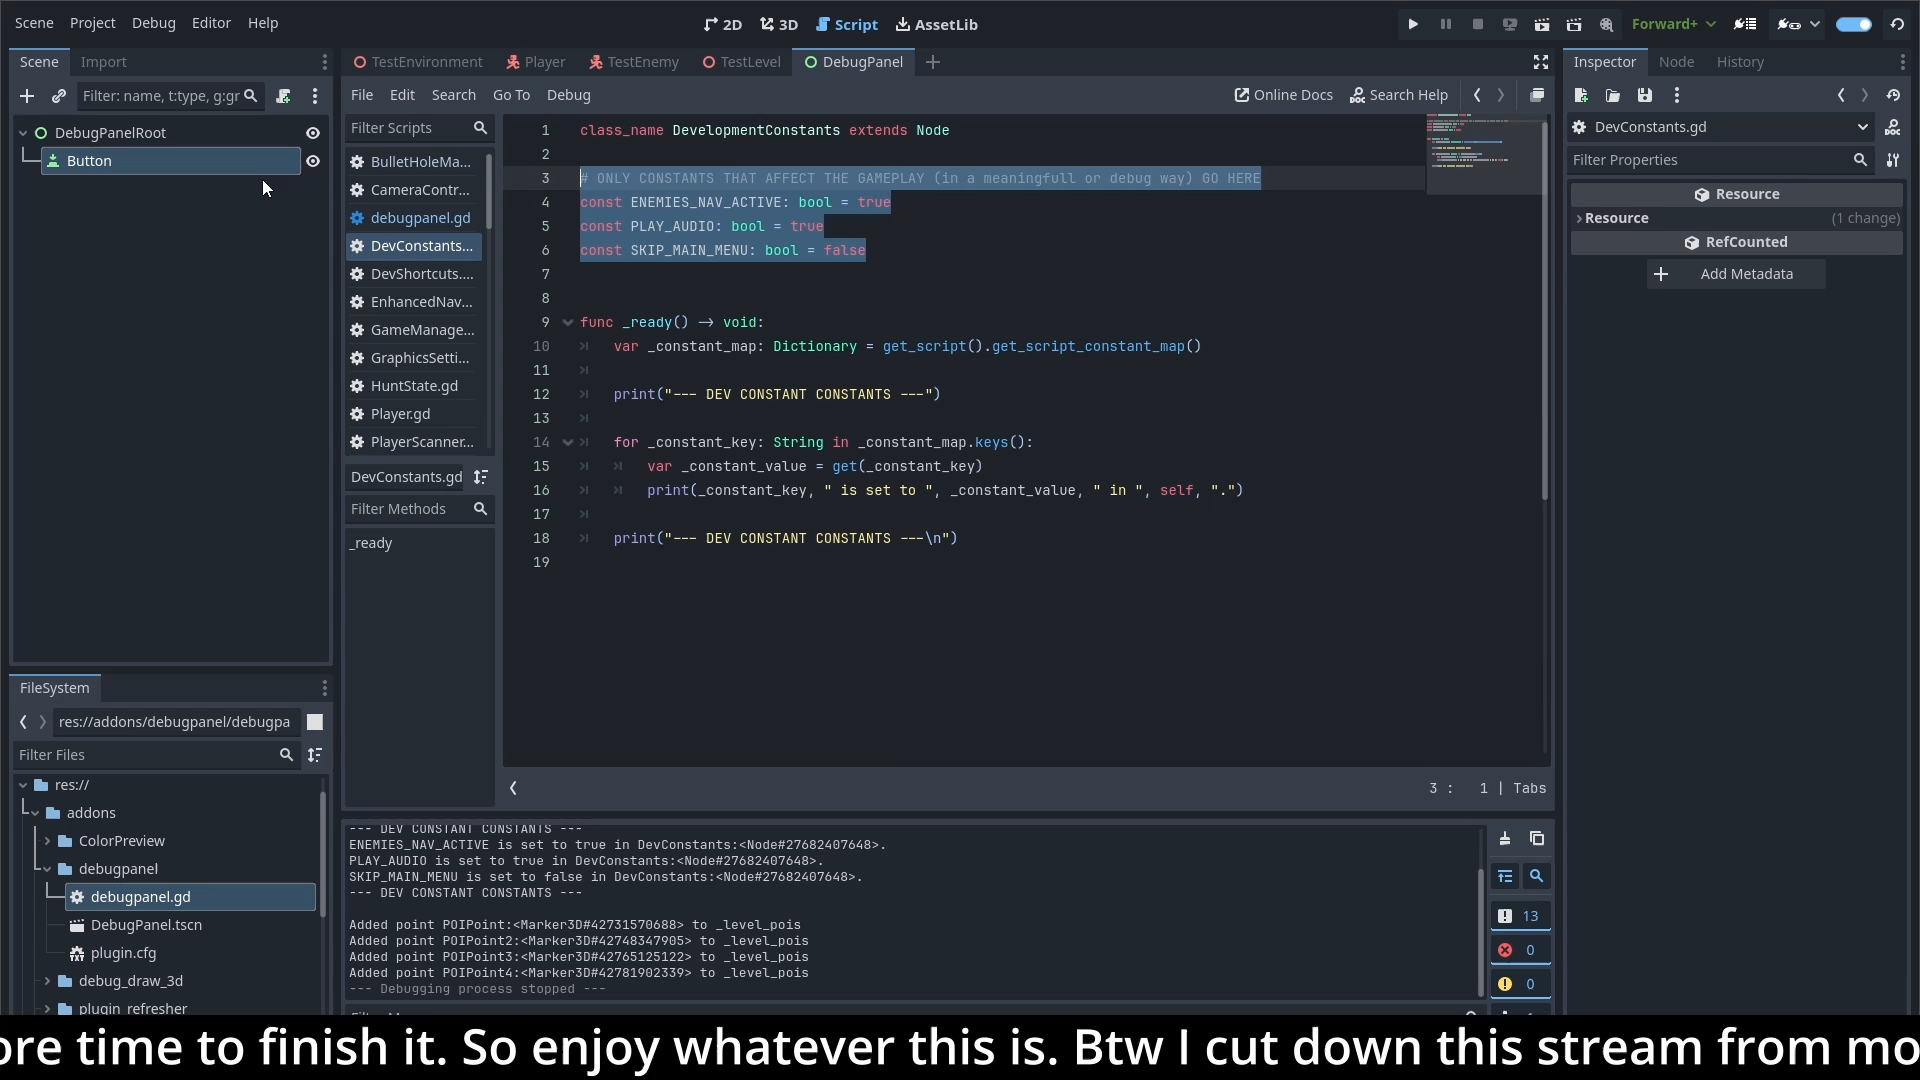 Scene Project Debug Editor Help
2D 3D Script AssetLib
Forward+
Scene Import
Filter: name, t:type, g:gr
DebugPanelRoot
Button
TestEnvironment Player TestEnemy TestLevel DebugPanel
File Edit Search Go To Debug
Online Docs Search Help
Filter Scripts
BulletHoleMa...
CameraContr...
debugpanel.gd
DevConstants...
DevShortcuts....
EnhancedNav...
GameManage...
GraphicsSetti...
HuntState.gd
Player.gd
PlayerScanner...
DevConstants.gd
Filter Methods
_ready
1 class_name DevelopmentConstants extends Node
2
3 # ONLY CONSTANTS THAT AFFECT THE GAMEPLAY (in a meaningfull or debug way) GO HERE
4 const ENEMIES_NAV_ACTIVE: bool = true
5 const PLAY_AUDIO: bool = true
6 const SKIP_MAIN_MENU: bool = false
7
8
9 func _ready() -> void:
10 var _constant_map: Dictionary = get_script().get_script_constant_map()
11
12 print("--- DEV CONSTANT CONSTANTS ---")
13
14 for _constant_key: String in _constant_map.keys():
15 var _constant_value = get(_constant_key)
16 print(_constant_key, " is set to ", _constant_value, " in ", self, ".")
17
18 print("--- DEV CONSTANT CONSTANTS ---\n")
19
3 : 1 | Tabs
--- DEV CONSTANT CONSTANTS ---
ENEMIES_NAV_ACTIVE is set to true in DevConstants:<Node#27682407648>.
PLAY_AUDIO is set to true in DevConstants:<Node#27682407648>.
SKIP_MAIN_MENU is set to false in DevConstants:<Node#27682407648>.
--- DEV CONSTANT CONSTANTS ---
Added point POIPoint:<Marker3D#42731570688> to _level_pois
Added point POIPoint2:<Marker3D#42748347905> to _level_pois
Added point POIPoint3:<Marker3D#42765125122> to _level_pois
Added point POIPoint4:<Marker3D#42781902339> to _level_pois
--- Debugging process stopped ---
13
0
0
Inspector Node History
DevConstants.gd
Filter Properties
Resource
Resource (1 change)
RefCounted
Add Metadata
FileSystem
res://addons/debugpanel/debugpa
Filter Files
res://
addons
ColorPreview
debugpanel
debugpanel.gd
DebugPanel.tscn
plugin.cfg
debug_draw_3d
plugin_refresher
ore time to finish it. So enjoy whatever this is. Btw I cut down this stream from mo